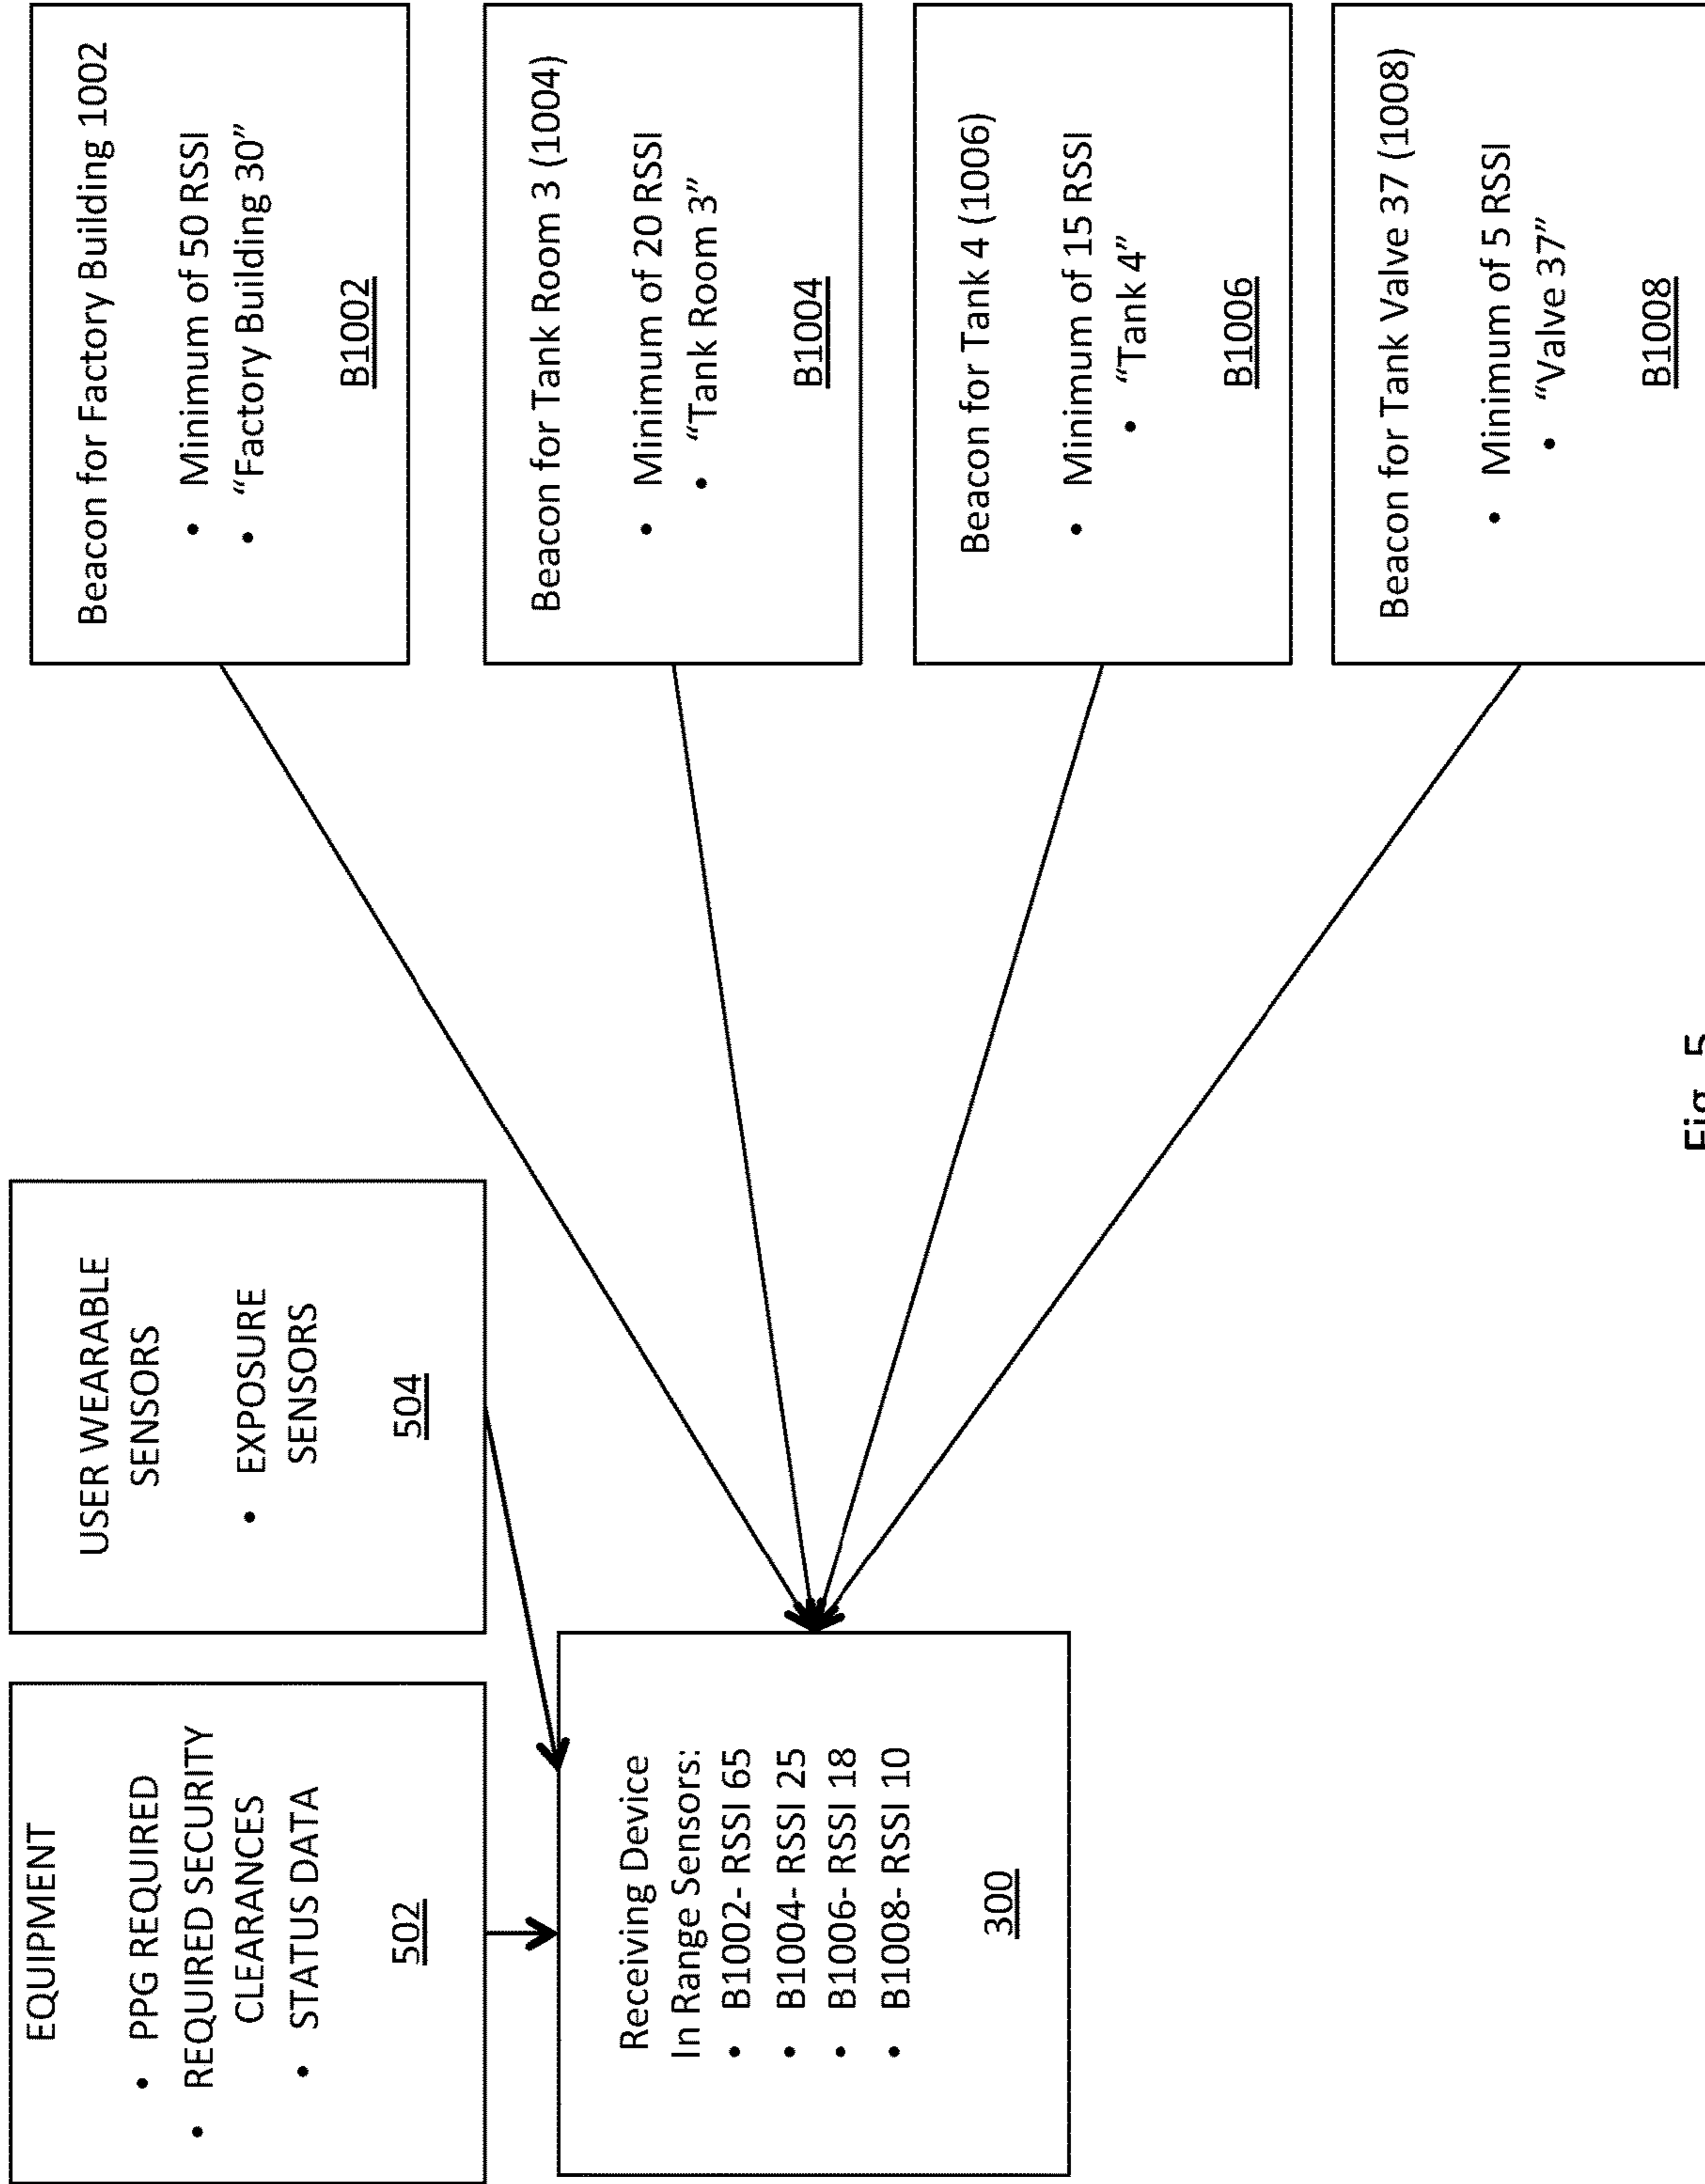 EQUIPMENT
• PPG REQUIRED
• REQUIRED SECURITY
CLEARANCES
• STATUS DATA
502
USER WEARABLE
SENSORS
• EXPOSURE
SENSORS
504
Receiving Device
In Range Sensors:
• B1002- RSSI 65
• B1004- RSSI 25
• B1006- RSSI 18
• B1008- RSSI 10
300
Beacon for Factory Building 1002
• Minimum of 50 RSSI
• “Factory Building 30”
B1002
Beacon for Tank Room 3 (1004)
• Minimum of 20 RSSI
• “Tank Room 3”
B1004
Beacon for Tank 4 (1006)
• Minimum of 15 RSSI
• “Tank 4”
B1006
Beacon for Tank Valve 37 (1008)
• Minimum of 5 RSSI
• “Valve 37”
B1008
Fig. 5